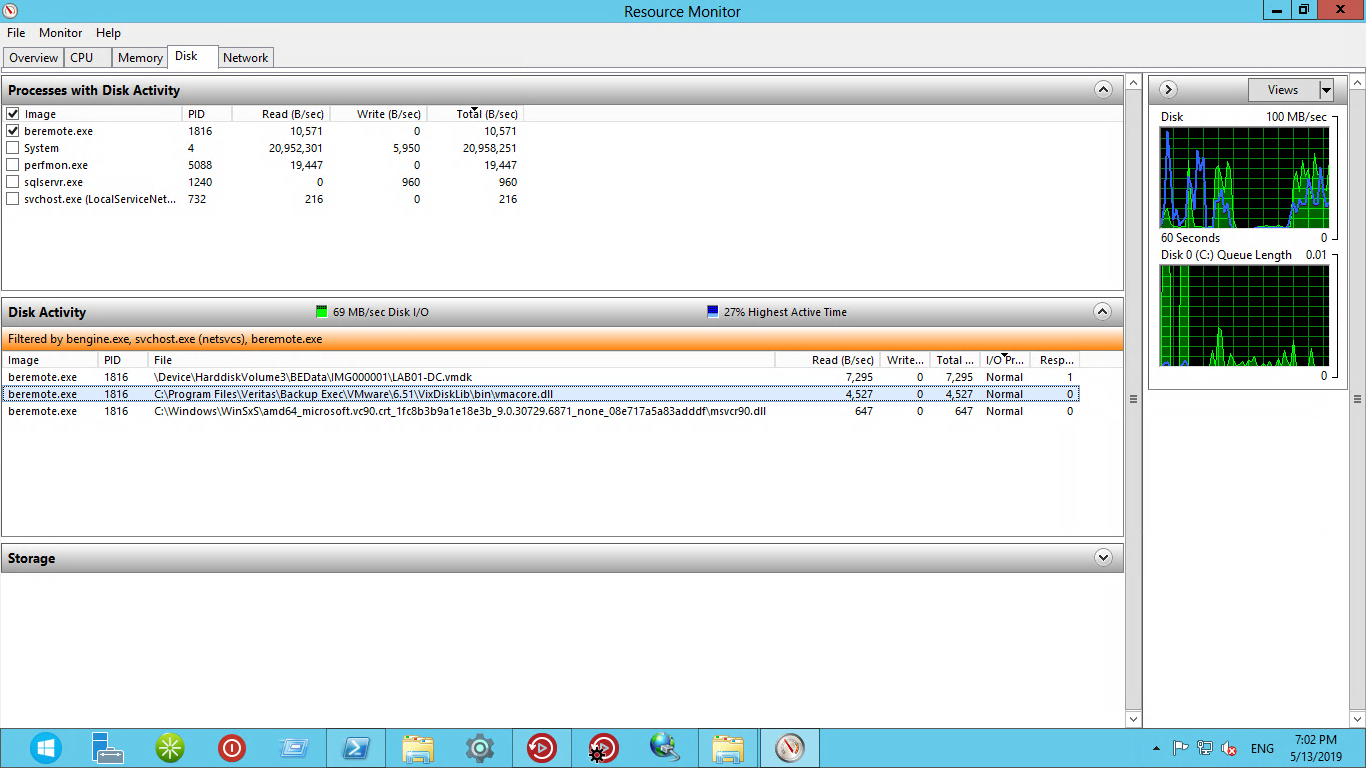 Resource Monitor
File Monitor Help
Overview CPU Memory Disk Network
Processes with Disk Activity
Image PID Read (B/sec) Write (B/sec) Total (B/sec)
beremote.exe 1816 10,571 0 10,571
System 4 20,952,301 5,950 20,958,251
perfmon.exe 5088 19,447 0 19,447
sqlservr.exe 1240 0 960 960
svchost.exe (LocalServiceNet... 732 216 0 216
Disk Activity 69 MB/sec Disk I/O 27% Highest Active Time
Filtered by bengine.exe, svchost.exe (netsvcs), beremote.exe
Image PID File Read (B/sec) Write... Total ... I/O Pr... Resp...
beremote.exe 1816 \Device\HarddiskVolume3\BEData\IMG000001\LAB01-DC.vmdk 7,295 0 7,295 Normal 1
beremote.exe 1816 C:\Program Files\Veritas\Backup Exec\VMware\6.51\VixDiskLib\bin\vmacore.dll 4,527 0 4,527 Normal 0
beremote.exe 1816 C:\Windows\WinSxS\amd64_microsoft.vc90.crt_1fc8b3b9a1e18e3b_9.0.30729.6871_none_08e717a5a83adddf\msvcr90.dll 647 0 647 Normal 0
Storage
Views
Disk 100 MB/sec
60 Seconds 0
Disk 0 (C:) Queue Length 0.01
0
ENG
7:02 PM
5/13/2019